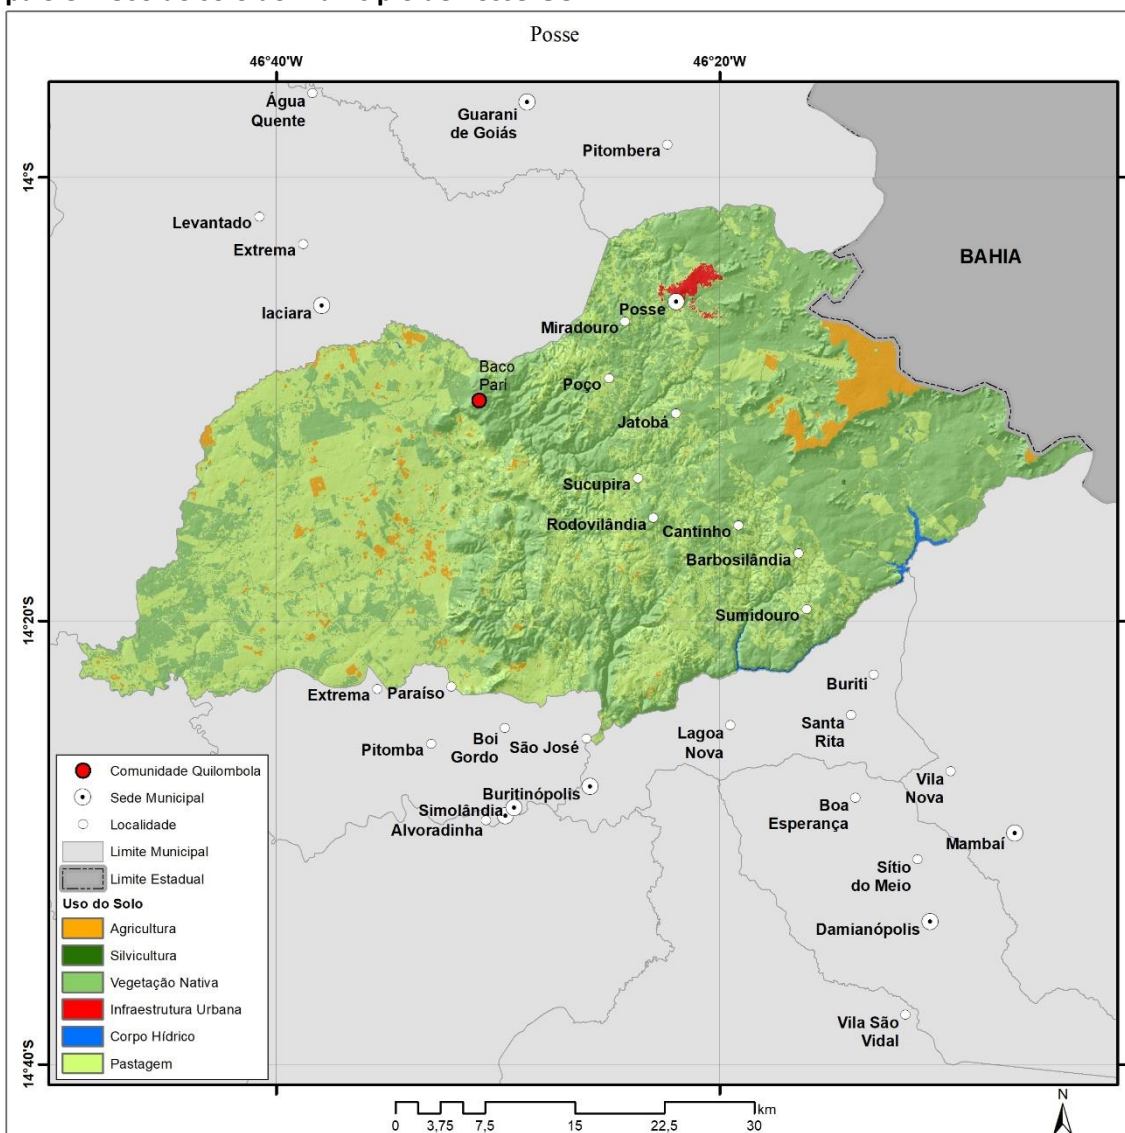 Posse
46°40'W
46°20'W
Água
Quente
Guarani
de Goiás
Pitombera
14°S
Levantado
Extrema
BAHIA
Iaciara
Posse
Miradouro
Baco
Pari
Poço
Jatobá
Sucupira
Rodovilândia
Cantinho
Barbosilândia
14°20'S
Sumidouro
Extrema
Paraíso
Buriti
Pitomba
Boi
Gordo
São José
Lagoa
Nova
Santa
Rita
Buritinópolis
Simolândia
Alvoradinha
Vila
Nova
Boa
Esperança
Mambaí
Sítio
do Meio
Damianópolis
Vila São
Vidal
14°40'S
Comunidade Quilombola
Sede Municipal
Localidade
Limite Municipal
Limite Estadual
Uso do Solo
Agricultura
Silvicultura
Vegetação Nativa
Infraestrutura Urbana
Corpo Hídrico
Pastagem
km
0 3,75 7,5 15 22,5 30
N